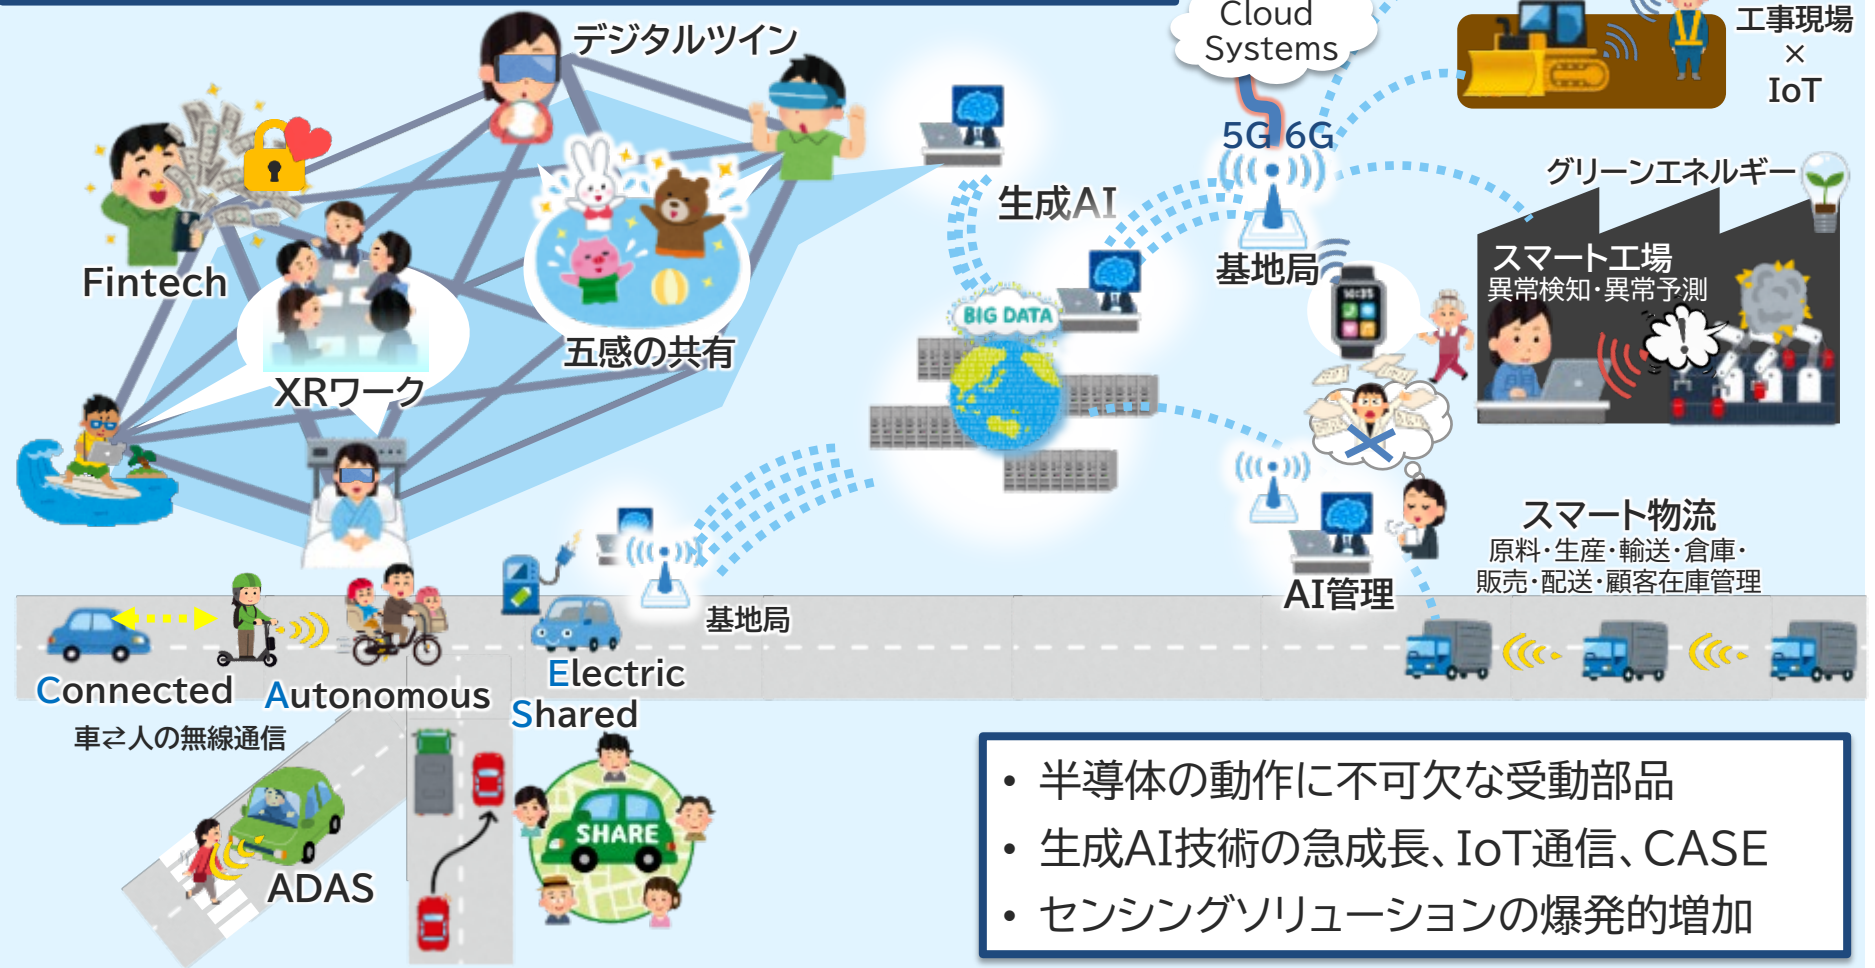 Cloud
Systems
工事現場
×
IoT
デジタルツイン
5G 6G
グリーンエネルギー
生成AI
基地局
スマート工場
異常検知・異常予測
Fintech
BIG DATA
五感の共有
XRワーク
スマート物流
原料・生産・輸送・倉庫・
販売・配送・顧客在庫管理
AI管理
基地局
Connected
Autonomous
Electric
Shared
車⇄人の無線通信
SHARE
ADAS
• 半導体の動作に不可欠な受動部品
• 生成AI技術の急成長、IoT通信、CASE
• センシングソリューションの爆発的増加